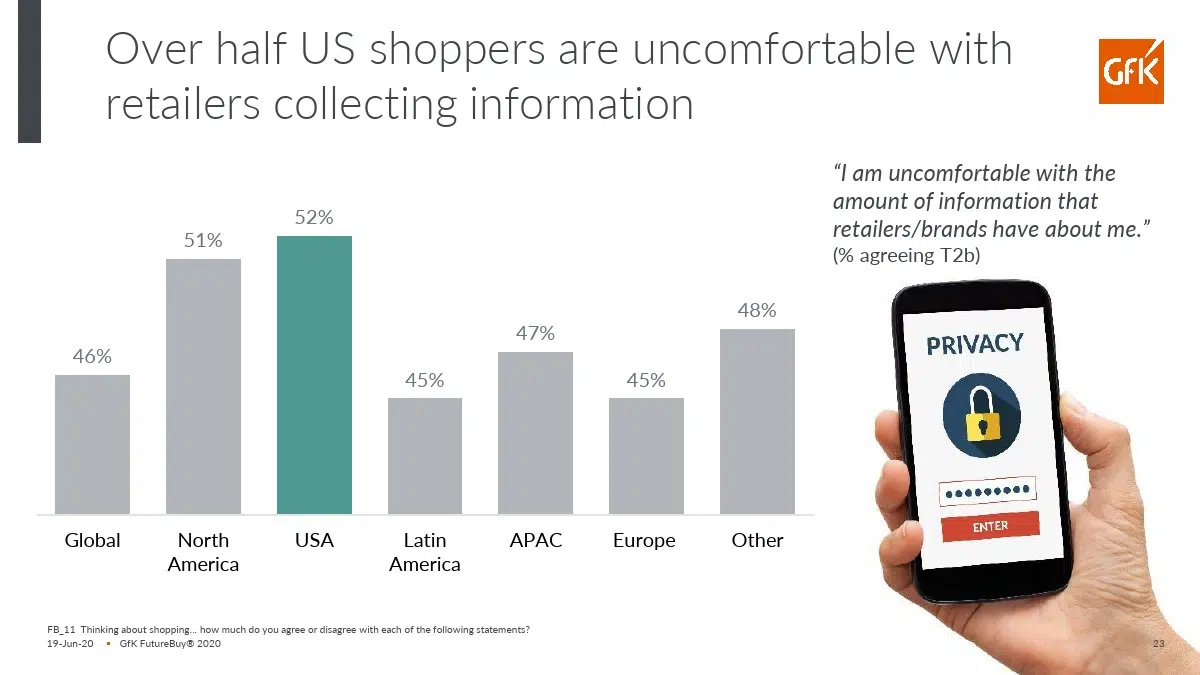 Over half US shoppers are uncomfortable with
retailers collecting information
GfK
“I am uncomfortable with the
amount of information that
retailers/brands have about me.”
(% agreeing T2b)
46%
51%
52%
45%
47%
45%
48%
Global
North
America
USA
Latin
America
APAC
Europe
Other
PRIVACY
ENTER
FB_11 Thinking about shopping... how much do you agree or disagree with each of the following statements?
19-Jun-20 • GfK FutureBuy® 2020
23